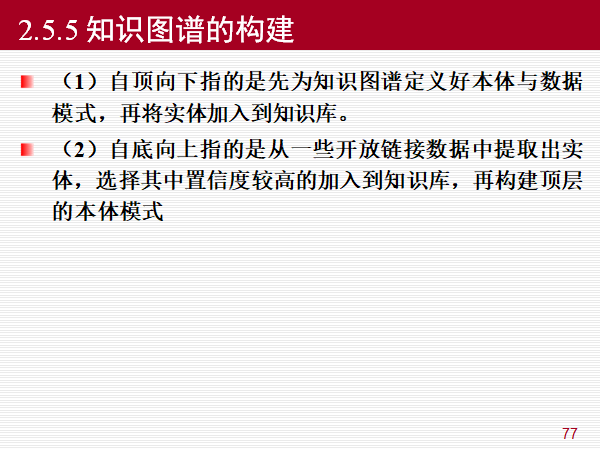 2.5.5 知识图谱的构建
（1）自顶向下指的是先为知识图谱定义好本体与数据
模式，再将实体加入到知识库。
（2）自底向上指的是从一些开放链接数据中提取出实
体，选择其中置信度较高的加入到知识库，再构建顶层
的本体模式
77